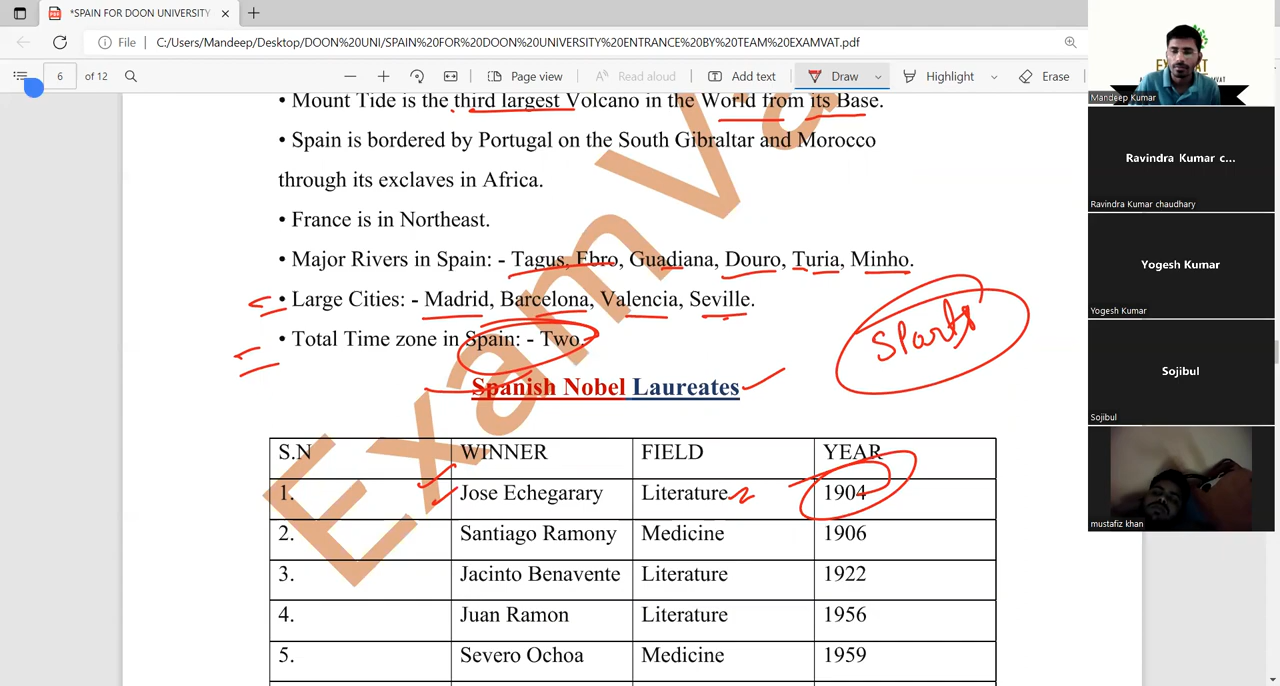 *SPAIN FOR DOON UNIVERSITY
File C:/Users/Mandeep/Desktop/DOON%20UNI/SPAIN%20FOR%20DOON%20UNIVERSITY%20ENTRANCE%20BY%20TEAM%20EXAMVAT.pdf
6 of 12 Page view Read aloud Add text Draw Highlight Erase
• Mount Tide is the third largest Volcano in the World from its Base.
• Spain is bordered by Portugal on the South Gibraltar and Morocco
through its exclaves in Africa.
• France is in Northeast.
• Major Rivers in Spain: - Tagus, Ebro, Guadiana, Douro, Turia, Minho.
• Large Cities: - Madrid, Barcelona, Valencia, Seville.
• Total Time zone in Spain: - Two.
Spanish Nobel Laureates
S.N WINNER FIELD YEAR
1. Jose Echegarary Literature 1904
2. Santiago Ramony Medicine 1906
3. Jacinto Benavente Literature 1922
4. Juan Ramon Literature 1956
5. Severo Ochoa Medicine 1959
ExamVa
Mandeep Kumar
Ravindra Kumar c...
Ravindra Kumar chaudhary
Yogesh Kumar
Yogesh Kumar
Sojibul
Sojibul
mustafiz khan